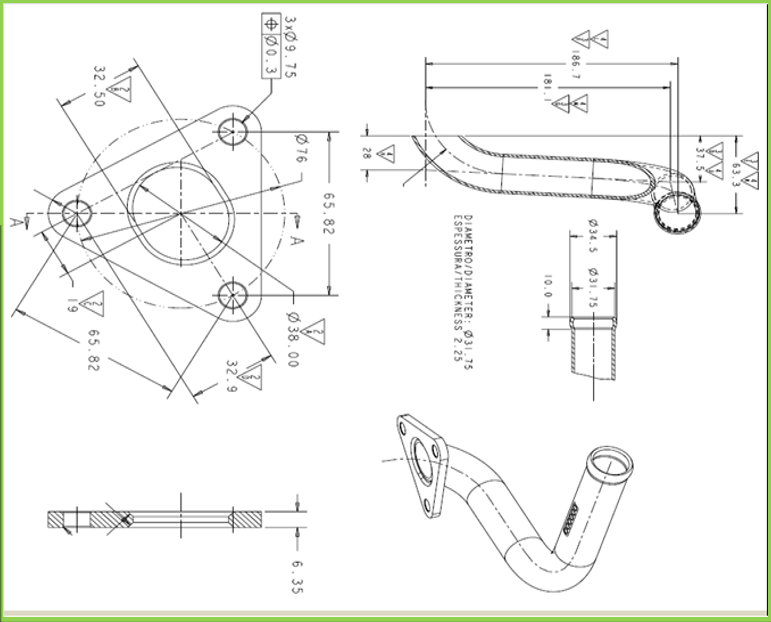 3xØ9.75
⌖ Ø0.3
32.50
Ø76
65.82
A
A
19
65.82
Ø38.00
32.9
6.35
186.7
181.1
28
37.5
63.3
DIAMETRO/DIAMETER: Ø31.75
ESPESSURA/THICKNESS 2.25
Ø34.5
Ø31.75
10.0